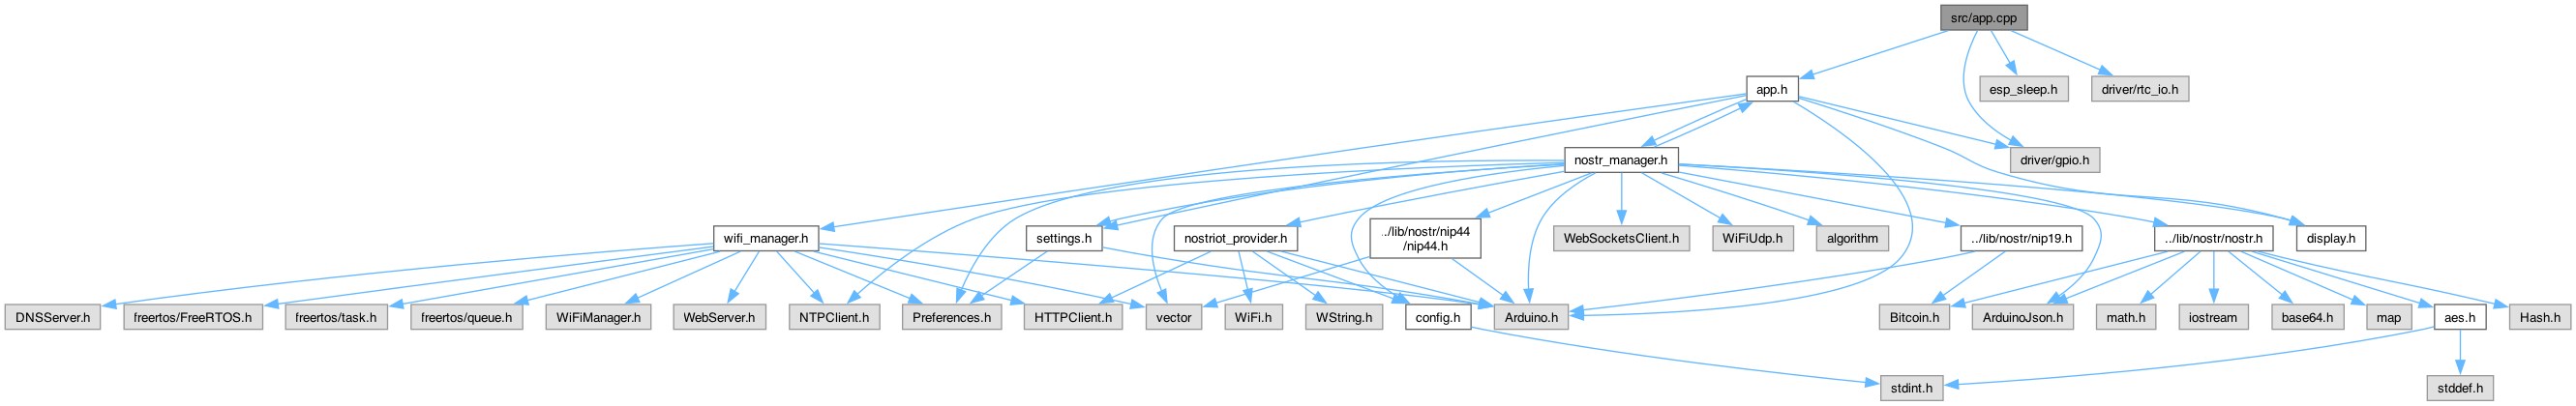 src/app.cpp
app.h
esp_sleep.h
driver/rtc_io.h
nostr_manager.h
driver/gpio.h
wifi_manager.h
settings.h
nostriot_provider.h
../lib/nostr/nip44
/nip44.h
WebSocketsClient.h
WiFiUdp.h
algorithm
../lib/nostr/nip19.h
../lib/nostr/nostr.h
display.h
DNSServer.h
freertos/FreeRTOS.h
freertos/task.h
freertos/queue.h
WiFiManager.h
WebServer.h
NTPClient.h
Preferences.h
HTTPClient.h
vector
WiFi.h
WString.h
config.h
Arduino.h
Bitcoin.h
ArduinoJson.h
math.h
iostream
base64.h
map
aes.h
Hash.h
stdint.h
stddef.h